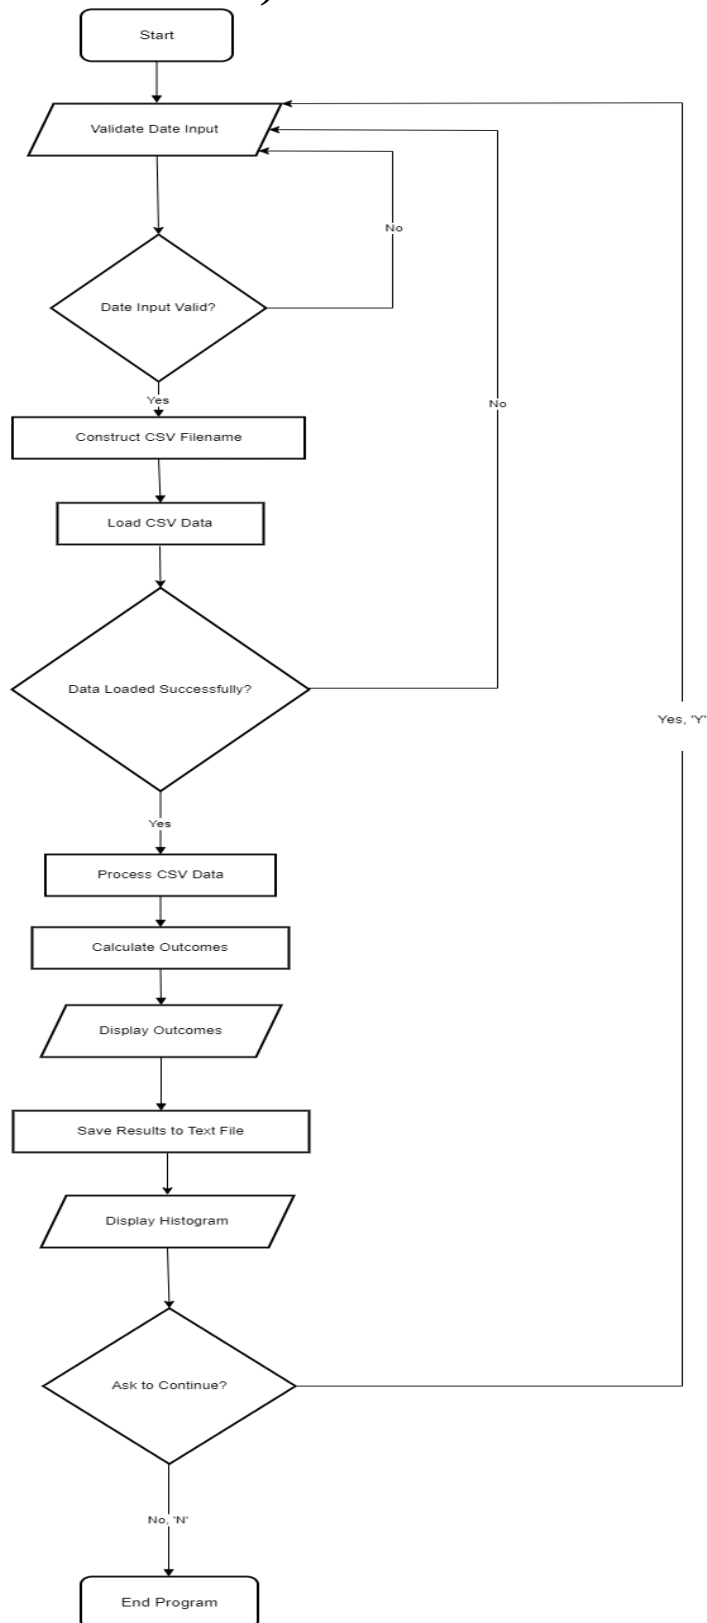 Start
Validate Date Input
No
Date Input Valid?
Yes
No
Construct CSV Filename
Load CSV Data
Data Loaded Successfully?
Yes, 'Y'
Yes
Process CSV Data
Calculate Outcomes
Display Outcomes
Save Results to Text File
Display Histogram
Ask to Continue?
No, 'N'
End Program